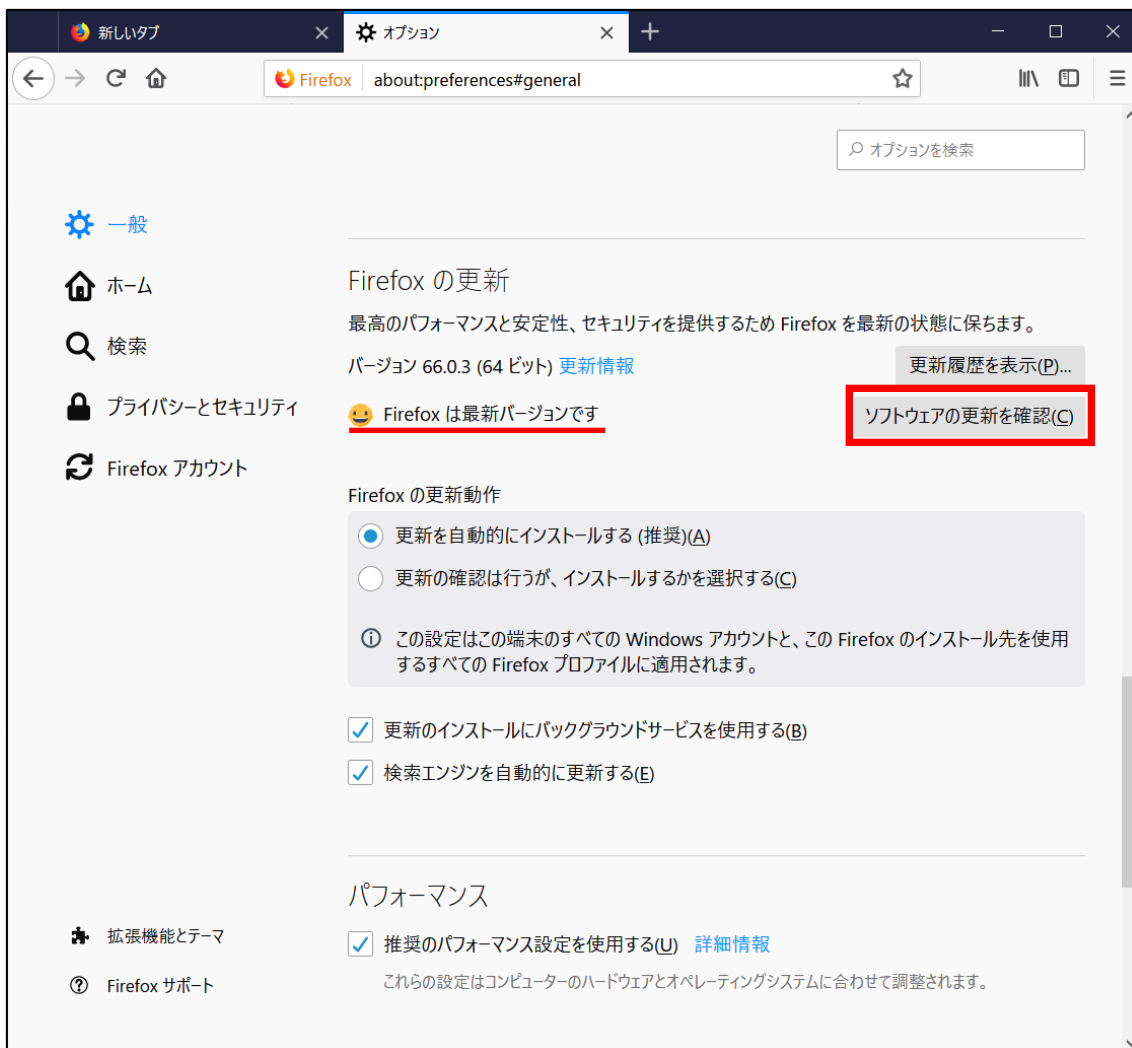 新しいタブ
オプション
Firefox
about:preferences#general
オプションを検索
一般
ホーム
検索
プライバシーとセキュリティ
Firefox アカウント
Firefox の更新
最高のパフォーマンスと安定性、セキュリティを提供するため Firefox を最新の状態に保ちます。
バージョン 66.0.3 (64 ビット) 更新情報
更新履歴を表示(P)...
Firefox は最新バージョンです
ソフトウェアの更新を確認(C)
Firefox の更新動作
更新を自動的にインストールする (推奨)(A)
更新の確認は行うが、インストールするかを選択する(C)
この設定はこの端末のすべての Windows アカウントと、この Firefox のインストール先を使用
するすべての Firefox プロファイルに適用されます。
更新のインストールにバックグラウンドサービスを使用する(B)
検索エンジンを自動的に更新する(E)
パフォーマンス
推奨のパフォーマンス設定を使用する(U) 詳細情報
これらの設定はコンピューターのハードウェアとオペレーティングシステムに合わせて調整されます。
拡張機能とテーマ
Firefox サポート